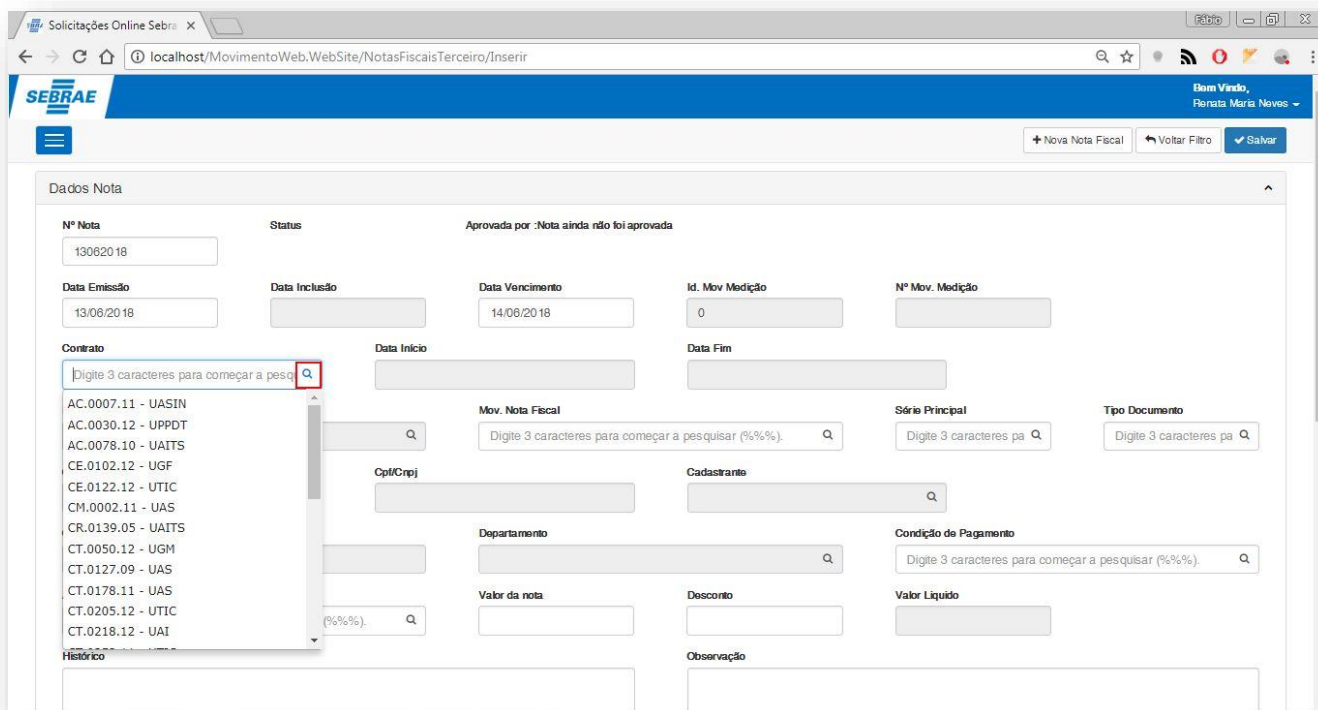 Solicitações Online Sebra
Fábio
localhost/MovimentoWeb.WebSite/NotasFiscaisTerceiro/Inserir
SEBRAE
Bem Vindo,
Renata Maria Neves
Nova Nota Fiscal Voltar Filtro Salvar
Dados Nota
Nº Nota Status Aprovada por :Nota ainda não foi aprovada
13062018
Data Emissão Data Inclusão Data Vencimento Id. Mov Medição Nº Mov. Medição
13/06/2018 14/06/2018 0
Contrato Data Início Data Fim
Digite 3 caracteres para começar a pesq
AC.0007.11 - UASIN
AC.0030.12 - UPPDT
AC.0078.10 - UAITS
CE.0102.12 - UGF
CE.0122.12 - UTIC
CM.0002.11 - UAS
CR.0139.05 - UAITS
CT.0050.12 - UGM
CT.0127.09 - UAS
CT.0178.11 - UAS
CT.0205.12 - UTIC
CT.0218.12 - UAI
Mov. Nota Fiscal Série Principal Tipo Documento
Digite 3 caracteres para começar a pesquisar (%%%). Digite 3 caracteres pa Digite 3 caracteres pa
Cpf/Cnpj Cadastrante
Departamento Condição de Pagamento
Digite 3 caracteres para começar a pesquisar (%%%).
Valor da nota Desconto Valor Liquido
(%%%).
Histórico Observação